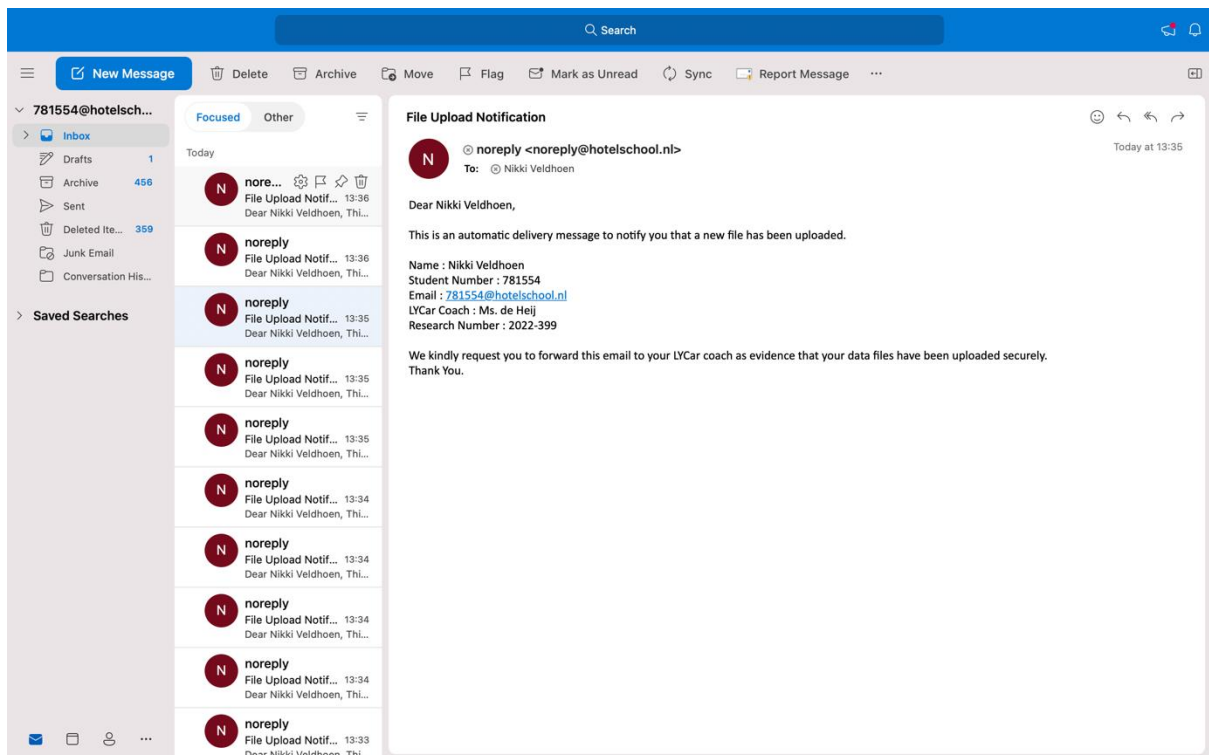 Search
New Message
Delete
Archive
Move
Flag
Mark as Unread
Sync
Report Message
781554@hotelsch...
Inbox
Drafts 1
Archive 456
Sent
Deleted Ite... 359
Junk Email
Conversation His...
Saved Searches
Focused Other
Today
N
nore...
File Upload Notif... 13:36
Dear Nikki Veldhoen, Thi...
N
noreply
File Upload Notif... 13:36
Dear Nikki Veldhoen, Thi...
N
noreply
File Upload Notif... 13:35
Dear Nikki Veldhoen, Thi...
N
noreply
File Upload Notif... 13:35
Dear Nikki Veldhoen, Thi...
N
noreply
File Upload Notif... 13:35
Dear Nikki Veldhoen, Thi...
N
noreply
File Upload Notif... 13:34
Dear Nikki Veldhoen, Thi...
N
noreply
File Upload Notif... 13:34
Dear Nikki Veldhoen, Thi...
N
noreply
File Upload Notif... 13:34
Dear Nikki Veldhoen, Thi...
N
noreply
File Upload Notif... 13:34
Dear Nikki Veldhoen, Thi...
N
noreply
File Upload Notif... 13:33
Dear Nikki Veldhoen, Thi...
File Upload Notification
N
noreply <noreply@hotelschool.nl>
To: Nikki Veldhoen
Today at 13:35
Dear Nikki Veldhoen,
This is an automatic delivery message to notify you that a new file has been uploaded.
Name : Nikki Veldhoen
Student Number : 781554
Email : 781554@hotelschool.nl
LYCar Coach : Ms. de Heij
Research Number : 2022-399
We kindly request you to forward this email to your LYCar coach as evidence that your data files have been uploaded securely.
Thank You.